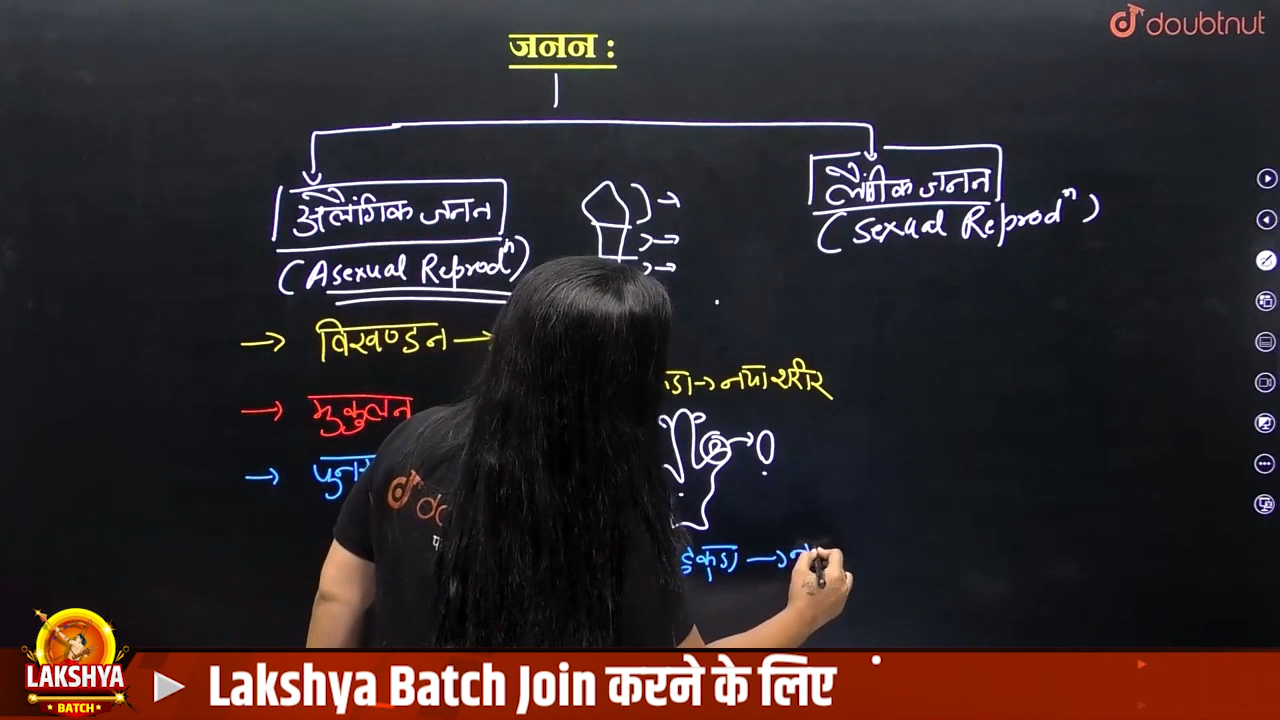 doubtnut
जनन :
अलैंगिक जनन
(Asexual Reprodⁿ)
लैंगिक जनन
(Sexual Reprodⁿ)
→ विखण्डन →
→ नया शरीर
→ मुकुलन
→
LAKSHYA
BATCH
Lakshya Batch Join करने के लिए